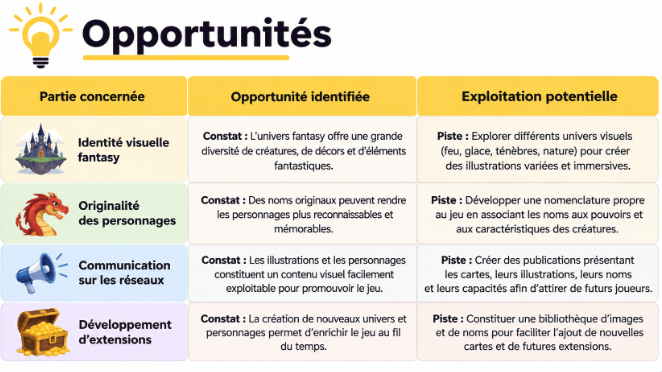 Opportunités
Partie concernée
Opportunité identifiée
Exploitation potentielle
Identité visuelle
fantasy
Constat : L'univers fantasy offre une grande
diversité de créatures, de décors et d'éléments
fantastiques.
Piste : Explorer différents univers visuels
(feu, glace, ténèbres, nature) pour créer
des illustrations variées et immersives.
Originalité
des personnages
Constat : Des noms originaux peuvent rendre
les personnages plus reconnaissables et
mémorables.
Piste : Développer une nomenclature propre
au jeu en associant les noms aux pouvoirs et
aux caractéristiques des créatures.
Communication
sur les réseaux
Constat : Les illustrations et les personnages
constituent un contenu visuel facilement
exploitable pour promouvoir le jeu.
Piste : Créer des publications présentant
les cartes, leurs illustrations, leurs noms
et leurs capacités afin d'attirer de futurs joueurs.
Développement
d'extensions
Constat : La création de nouveaux univers et
personnages permet d'enrichir le jeu au fil
du temps.
Piste : Constituer une bibliothèque d'images
et de noms pour faciliter l'ajout de nouvelles
cartes et de futures extensions.